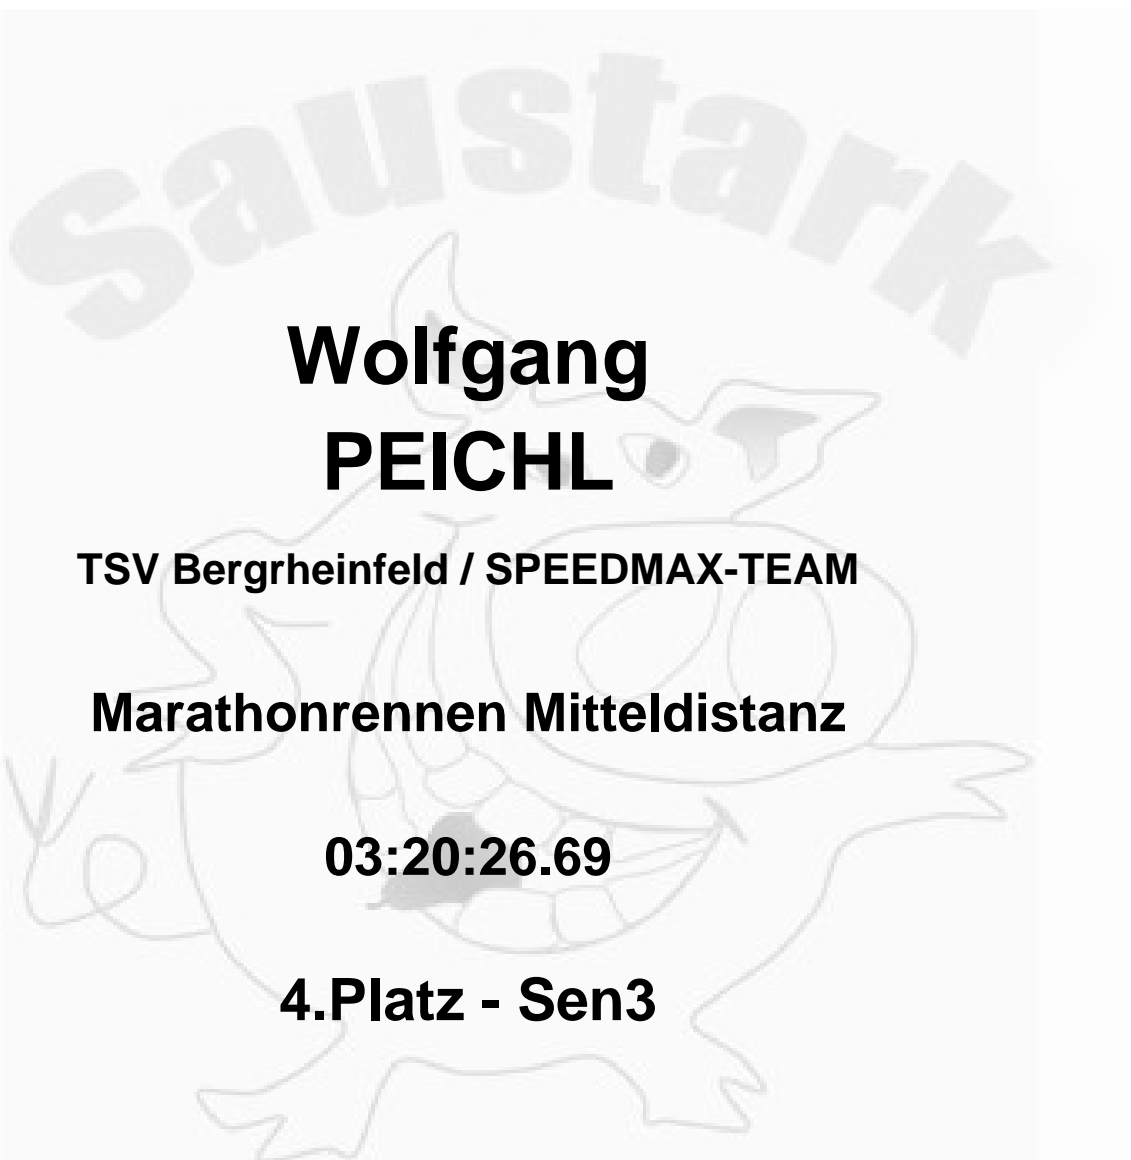 Saustark
Wolfgang
PEICHL
TSV Bergrheinfeld / SPEEDMAX-TEAM
Marathonrennen Mitteldistanz
03:20:26.69
4.Platz - Sen3